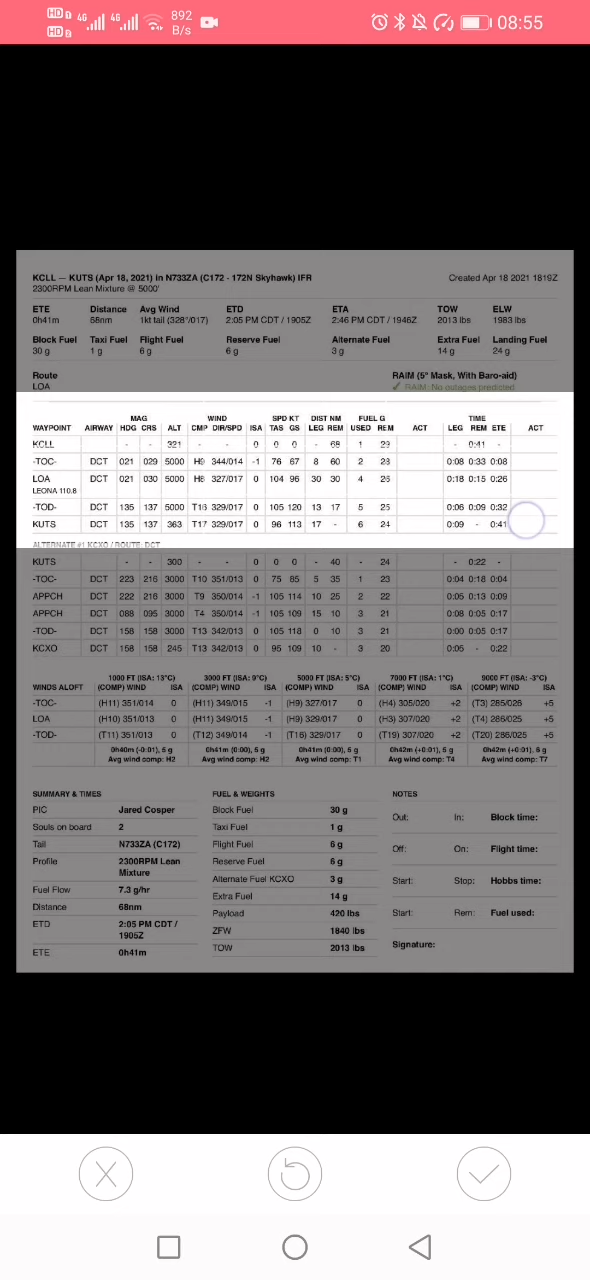 HD 1 4G 4G 892 B/s 08:55
HD 2
KCLL — KUTS (Apr 18, 2021) in N733ZA (C172 - 172N Skyhawk) IFR Created Apr 18 2021 1819Z
2300RPM Lean Mixture @ 5000'
ETE Distance Avg Wind ETD ETA TOW ELW
0h41m 68nm 1kt tail (328°/017) 2:05 PM CDT / 1905Z 2:46 PM CDT / 1946Z 2013 lbs 1983 lbs
Block Fuel Taxi Fuel Flight Fuel Reserve Fuel Alternate Fuel Extra Fuel Landing Fuel
30 g 1 g 6 g 6 g 3 g 14 g 24 g
Route RAIM (5° Mask, With Baro-aid)
LOA ✓ RAIM: No outages predicted
MAG WIND SPD KT DIST NM FUEL G TIME
WAYPOINT AIRWAY HDG CRS ALT CMP DIR/SPD ISA TAS GS LEG REM USED REM ACT LEG REM ETE ACT
KCLL - - 321 - - 0 0 0 - 68 1 29 - 0:41 -
-TOC- DCT 021 029 5000 H9 344/014 -1 76 67 8 60 2 28 0:08 0:33 0:08
LOA DCT 021 030 5000 H8 327/017 0 104 96 30 30 4 26 0:18 0:15 0:26
LEONA 110.8
-TOD- DCT 135 137 5000 T16 329/017 0 105 120 13 17 5 25 0:06 0:09 0:32
KUTS DCT 135 137 363 T17 329/017 0 96 113 17 - 6 24 0:09 - 0:41
ALTERNATE #1 KCXO / ROUTE: DCT
KUTS - - 300 - - 0 0 0 - 40 - 24 - 0:22 -
-TOC- DCT 223 216 3000 T10 351/013 0 75 85 5 35 1 23 0:04 0:18 0:04
APPCH DCT 222 216 3000 T9 350/014 -1 105 114 10 25 2 22 0:05 0:13 0:09
APPCH DCT 088 095 3000 T4 350/014 -1 105 109 15 10 3 21 0:08 0:05 0:17
-TOD- DCT 158 158 3000 T13 342/013 0 105 118 0 10 3 21 0:00 0:05 0:17
KCXO DCT 158 158 245 T13 342/013 0 95 109 10 - 3 20 0:05 - 0:22
1000 FT (ISA: 13°C) 3000 FT (ISA: 9°C) 5000 FT (ISA: 5°C) 7000 FT (ISA: 1°C) 9000 FT (ISA: -3°C)
WINDS ALOFT (COMP) WIND ISA (COMP) WIND ISA (COMP) WIND ISA (COMP) WIND ISA (COMP) WIND ISA
-TOC- (H11) 351/014 0 (H11) 349/015 -1 (H9) 327/017 0 (H4) 305/020 +2 (T3) 285/026 +5
LOA (H10) 351/013 0 (H11) 349/015 -1 (H9) 329/017 0 (H3) 307/020 +2 (T4) 286/025 +5
-TOD- (T11) 351/013 0 (T12) 349/014 -1 (T16) 329/017 0 (T19) 307/020 +2 (T20) 286/025 +5
0h40m (-0:01), 6 g 0h41m (0:00), 6 g 0h41m (0:00), 6 g 0h42m (+0:01), 6 g 0h42m (+0:01), 6 g
Avg wind comp: H2 Avg wind comp: H2 Avg wind comp: T1 Avg wind comp: T4 Avg wind comp: T7
SUMMARY & TIMES FUEL & WEIGHTS NOTES
PIC Jared Cosper Block Fuel 30 g Out: In: Block time:
Souls on board 2 Taxi Fuel 1 g
Tail N733ZA (C172) Flight Fuel 6 g Off: On: Flight time:
Profile 2300RPM Lean Mixture Reserve Fuel 6 g
Alternate Fuel KCXO 3 g Start: Stop: Hobbs time:
Fuel Flow 7.3 g/hr Extra Fuel 14 g
Distance 68nm Payload 420 lbs Start: Rem: Fuel used:
ETD 2:05 PM CDT / 1905Z ZFW 1840 lbs
ETE 0h41m TOW 2013 lbs Signature: